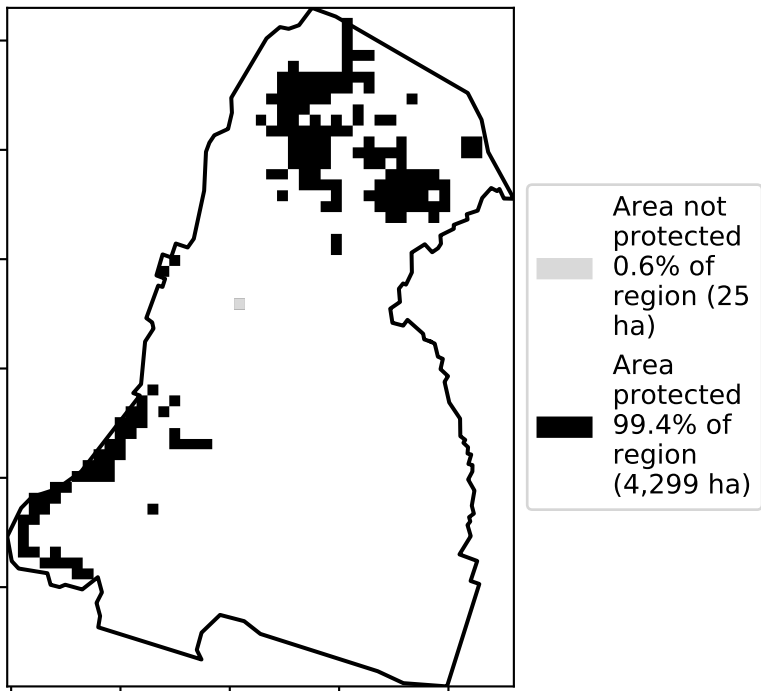 Area not
protected
0.6% of
region (25
ha)
Area
protected
99.4% of
region
(4,299 ha)